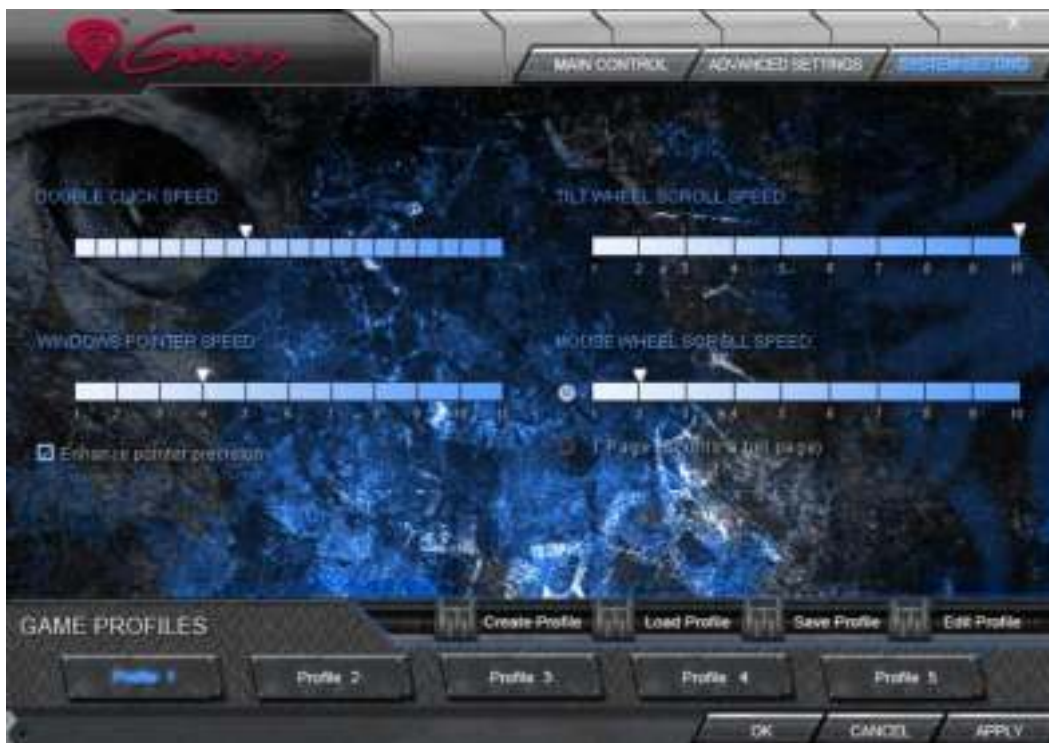 Genesis
MAIN CONTROL
ADVANCED SETTINGS
SYSTEM SETTING
DOUBLE CLICK SPEED
TILT WHEEL SCROLL SPEED
1 2 3 4 5 6 7 8 9 10
WINDOWS POINTER SPEED
1 2 3 4 5 6 7 8 9 10 11
Enhance pointer precision
MOUSE WHEEL SCROLL SPEED
1 2 3 4 5 6 7 8 9 10
1 Page full page)
GAME PROFILES
Create Profile
Load Profile
Save Profile
Edit Profile
Profile 1
Profile 2
Profile 3
Profile 4
Profile 5
OK
CANCEL
APPLY